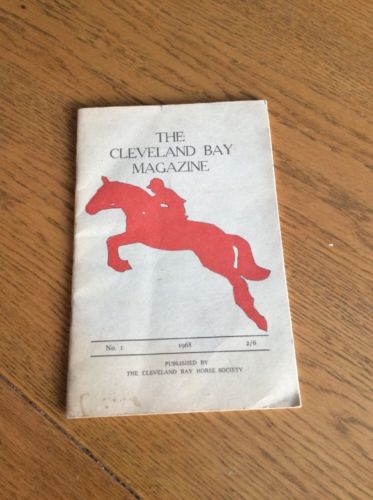 THE
CLEVELAND BAY
MAGAZINE
No. 1 1968 2/6
PUBLISHED BY
THE CLEVELAND BAY HORSE SOCIETY